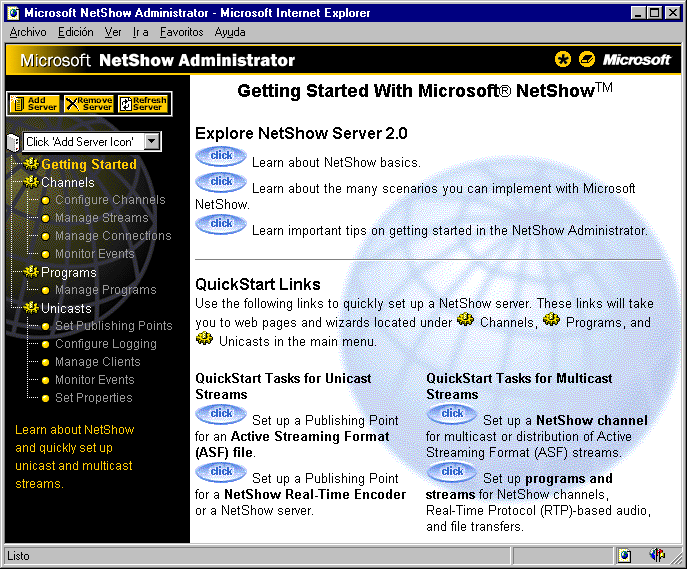 Microsoft NetShow Administrator - Microsoft Internet Explorer
Archivo Edición Ver Ir a Favoritos Ayuda
Microsoft NetShow Administrator
Microsoft
Add Server Remove Server Refresh Server
Click 'Add Server Icon'
Getting Started
Channels
Configure Channels
Manage Streams
Manage Connections
Monitor Events
Programs
Manage Programs
Unicasts
Set Publishing Points
Configure Logging
Manage Clients
Monitor Events
Set Properties
Learn about NetShow
and quickly set up
unicast and multicast
streams.
Getting Started With Microsoft® NetShow™
Explore NetShow Server 2.0
click Learn about NetShow basics.
click Learn about the many scenarios you can implement with Microsoft
NetShow.
click Learn important tips on getting started in the NetShow Administrator.
QuickStart Links
Use the following links to quickly set up a NetShow server. These links will take
you to web pages and wizards located under Channels, Programs, and
Unicasts in the main menu.
QuickStart Tasks for Unicast
Streams
click Set up a Publishing Point
for an Active Streaming Format
(ASF) file.
click Set up a Publishing Point
for a NetShow Real-Time Encoder
or a NetShow server.
QuickStart Tasks for Multicast
Streams
click Set up a NetShow channel
for multicast or distribution of Active
Streaming Format (ASF) streams.
click Set up programs and
streams for NetShow channels,
Real-Time Protocol (RTP)-based audio,
and file transfers.
Listo